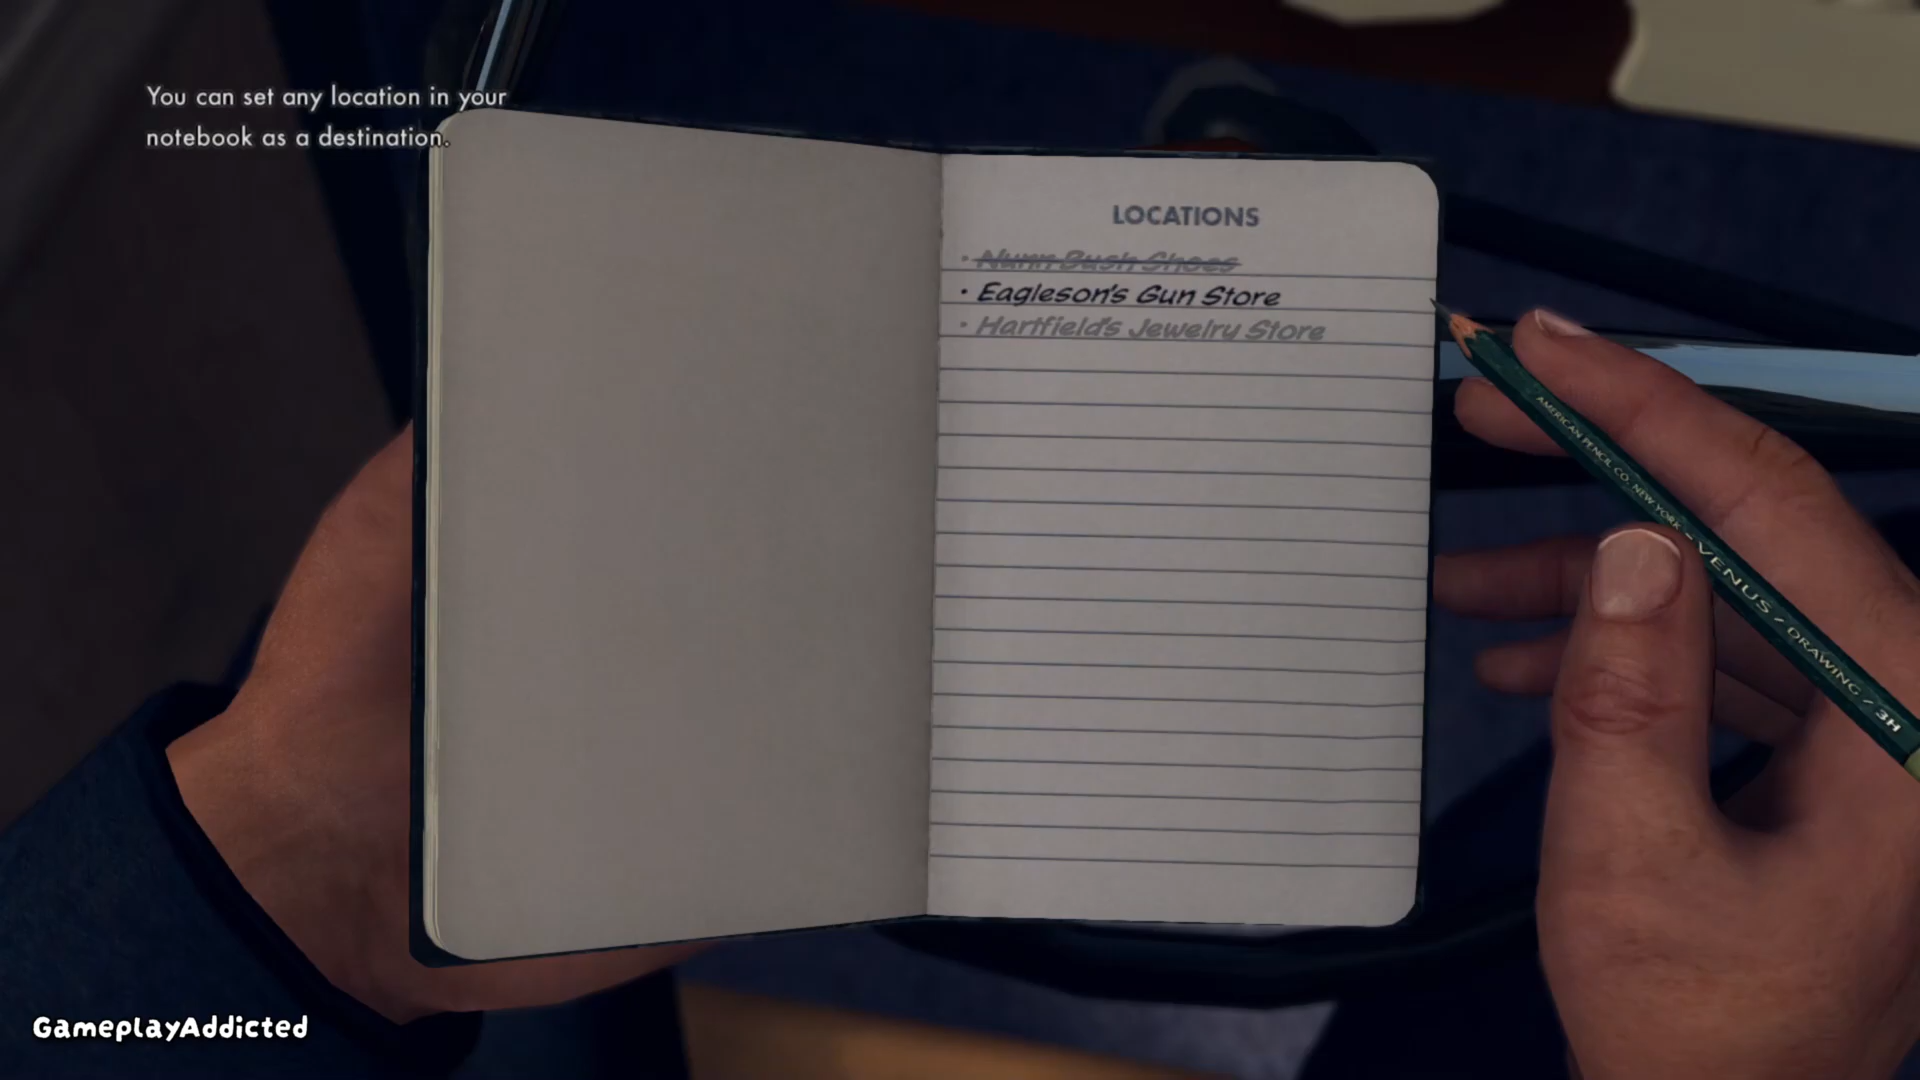 You can set any location in your
notebook as a destination.
LOCATIONS
· Nunn Bush Shoes
· Eagleson's Gun Store
· Hartfield's Jewelry Store
AMERICAN PENCIL CO. NEW YORK - VENUS / DRAWING / 3H
GameplayAddicted